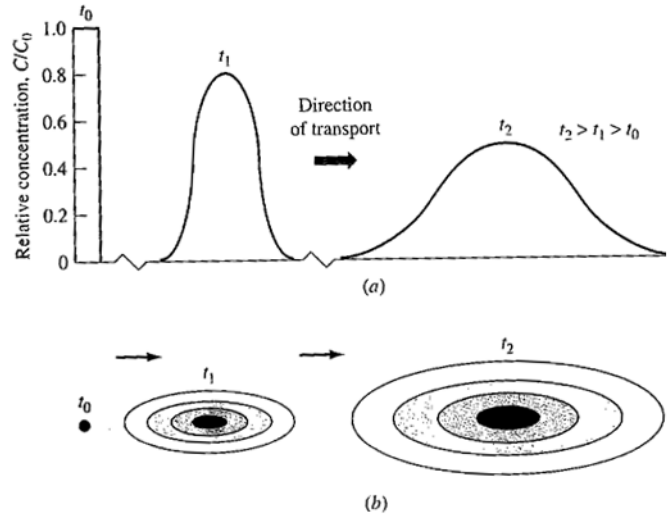 t₀
Relative concentration, C/C₀
1.0
0.8
0.6
0.4
0.2
0
t₁
Direction
of transport
t₂
t₂ > t₁ > t₀
(a)
t₀
t₁
t₂
(b)